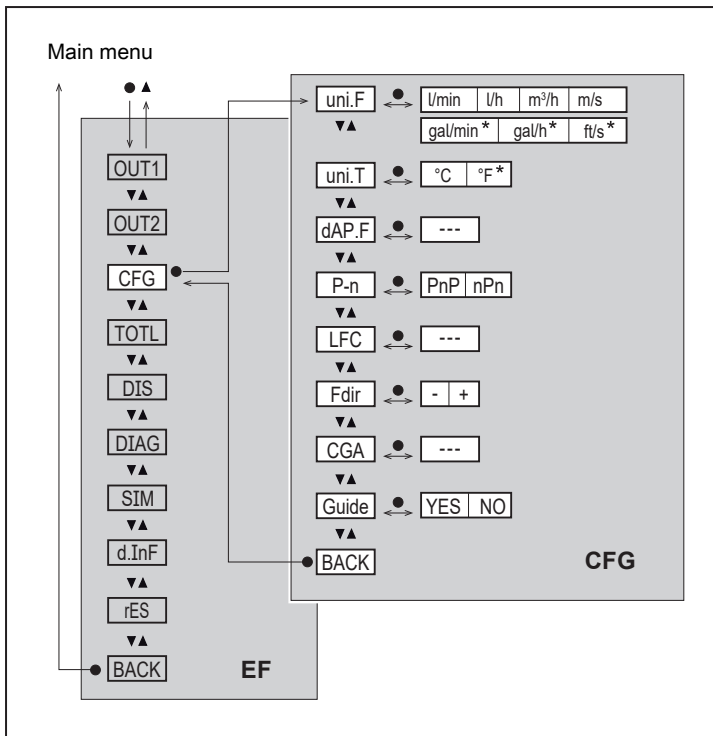 Main menu
OUT1
OUT2
CFG
TOTL
DIS
DIAG
SIM
d.InF
rES
BACK
EF
uni.F
l/min l/h m³/h m/s
gal/min* gal/h* ft/s*
uni.T
°C °F*
dAP.F
---
P-n
PnP nPn
LFC
---
Fdir
- +
CGA
---
Guide
YES NO
BACK
CFG